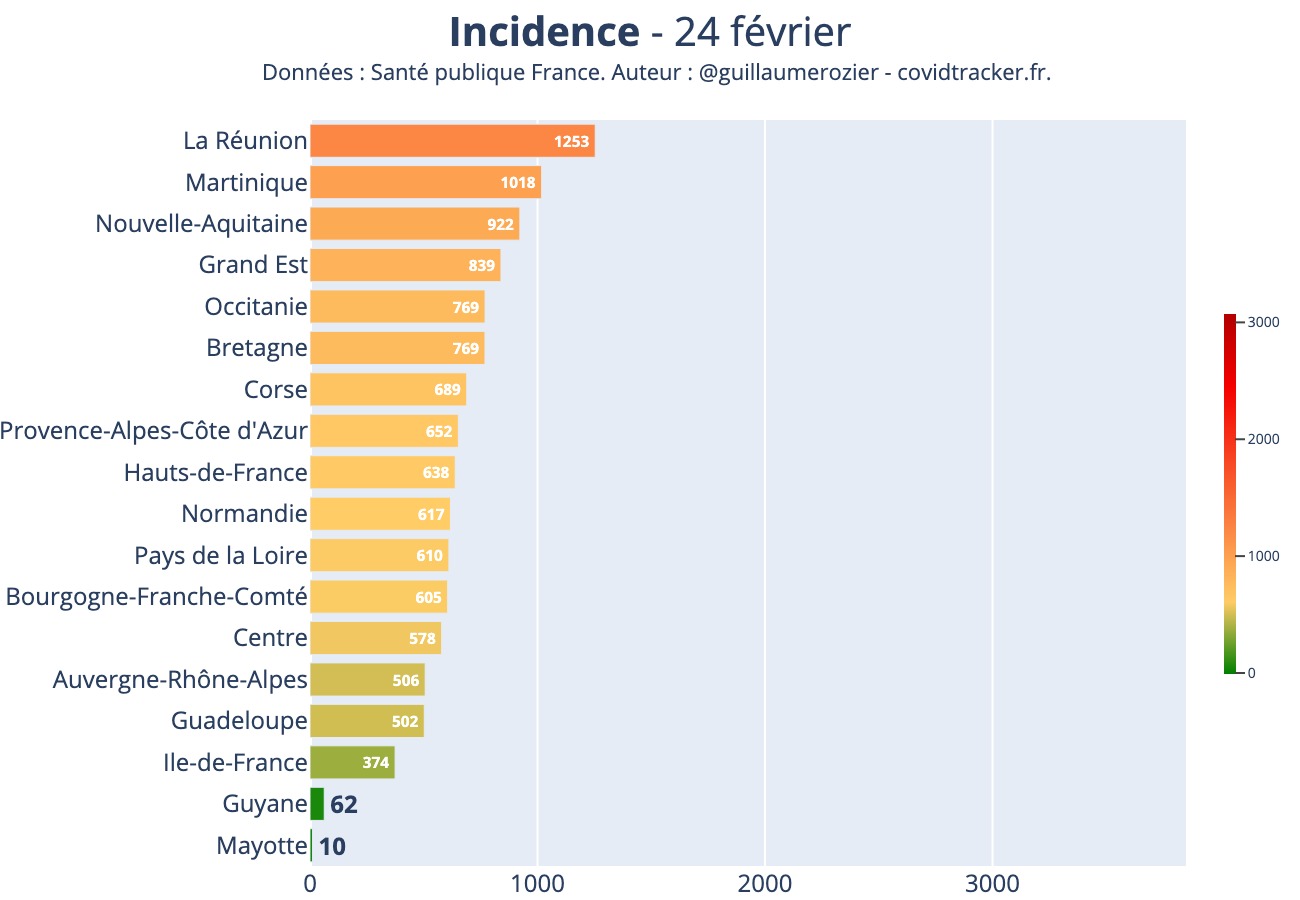 Incidence - 24 février
Données : Santé publique France. Auteur : @guillaumerozier - covidtracker.fr.
La Réunion 1253
Martinique 1018
Nouvelle-Aquitaine 922
Grand Est 839
Occitanie 769
Bretagne 769
Corse 689
Provence-Alpes-Côte d'Azur 652
Hauts-de-France 638
Normandie 617
Pays de la Loire 610
Bourgogne-Franche-Comté 605
Centre 578
Auvergne-Rhône-Alpes 506
Guadeloupe 502
Ile-de-France 374
Guyane 62
Mayotte 10
0 1000 2000 3000
3000
2000
1000
0